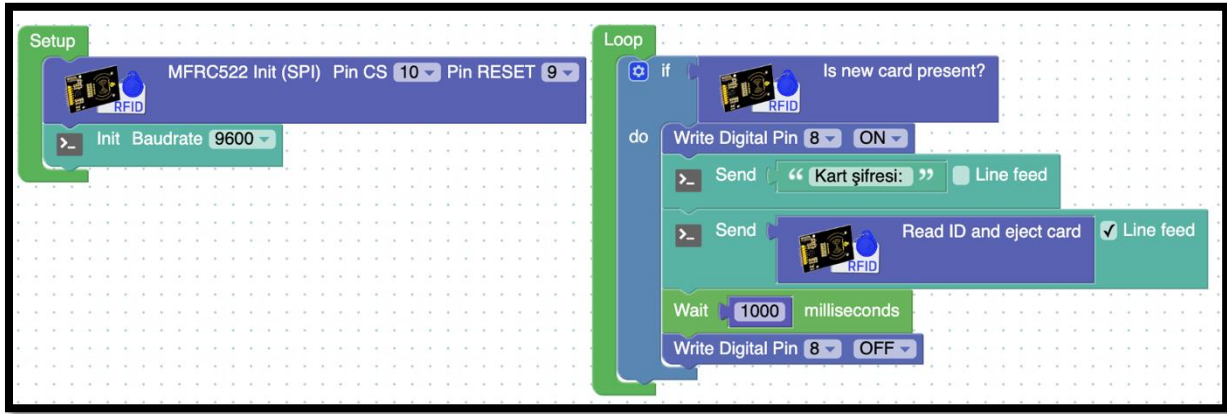 Setup
MFRC522 Init (SPI) Pin CS 10 Pin RESET 9
RFID
>_ Init Baudrate 9600
Loop
if Is new card present?
RFID
do Write Digital Pin 8 ON
>_ Send “ Kart şifresi: ” Line feed
>_ Send Read ID and eject card Line feed
RFID
Wait 1000 milliseconds
Write Digital Pin 8 OFF